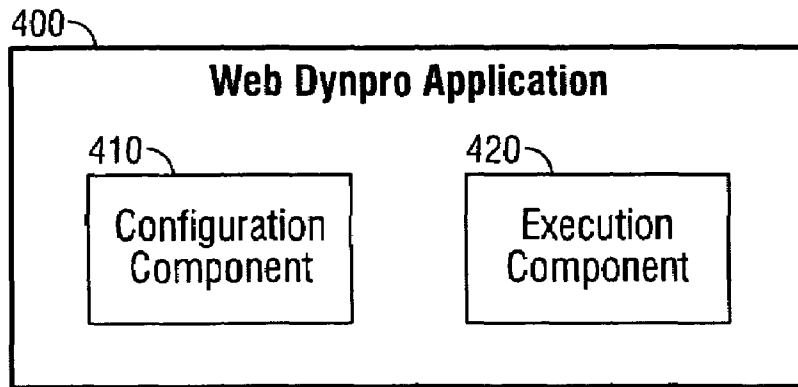 400
Web Dynpro Application
410
420
Configuration
Component
Execution
Component